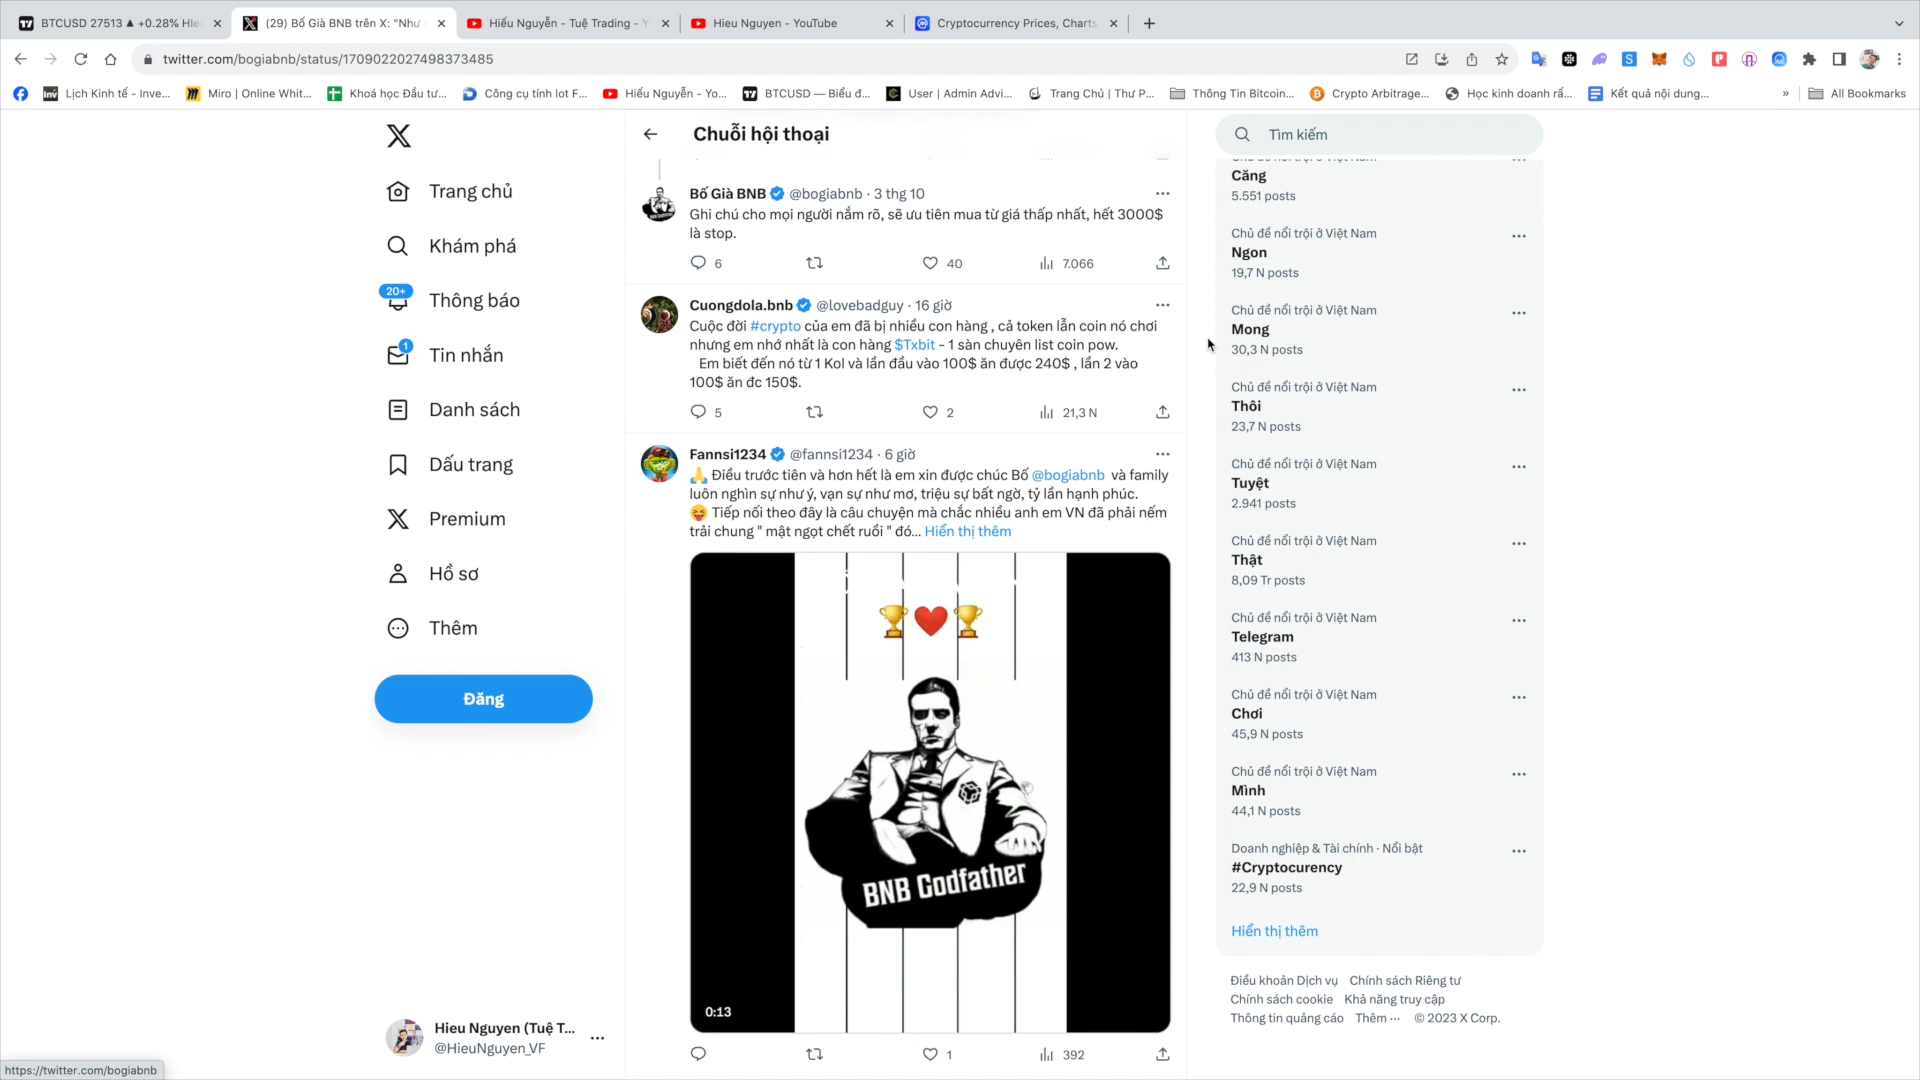 BTCUSD 27513 ▲ +0.28% Hiế
(29) Bố Già BNB trên X: "Như
Hiếu Nguyễn - Tuệ Trading - Y
Hieu Nguyen - YouTube
Cryptocurrency Prices, Charts
twitter.com/bogiabnb/status/1709022027498373485
Lịch Kinh tế - Inve...
Miro | Online Whit...
Khoá học Đầu tư...
Công cụ tính lot F...
Hiếu Nguyễn - Yo...
BTCUSD — Biểu đ...
User | Admin Advi...
Trang Chủ | Thư P...
Thông Tin Bitcoin...
Crypto Arbitrage...
Học kinh doanh rấ...
Kết quả nội dung...
»
All Bookmarks
Trang chủ
Khám phá
20+
Thông báo
1
Tin nhắn
Danh sách
Dấu trang
Premium
Hồ sơ
Thêm
Đăng
Hieu Nguyen (Tuệ T...
@HieuNguyen_VF
https://twitter.com/bogiabnb
Chuỗi hội thoại
Bố Già BNB @bogiabnb · 3 thg 10
Ghi chú cho mọi người nắm rõ, sẽ ưu tiên mua từ giá thấp nhất, hết 3000$
là stop.
6 40 7.066
Cuongdola.bnb @lovebadguy · 16 giờ
Cuộc đời #crypto của em đã bị nhiều con hàng , cả token lẫn coin nó chơi
nhưng em nhớ nhất là con hàng $Txbit - 1 sàn chuyên list coin pow.
Em biết đến nó từ 1 Kol và lần đầu vào 100$ ăn được 240$ , lần 2 vào
100$ ăn đc 150$.
5 2 21,3 N
Fannsi1234 @fannsi1234 · 6 giờ
🙏 Điều trước tiên và hơn hết là em xin được chúc Bố @bogiabnb và family
luôn nghìn sự như ý, vạn sự như mơ, triệu sự bất ngờ, tỷ lần hạnh phúc.
😝 Tiếp nối theo đây là câu chuyện mà chắc nhiều anh em VN đã phải nếm
trải chung " mật ngọt chết ruồi " đó... Hiển thị thêm
BNB Godfather
0:13
1 392
Tìm kiếm
Căng
5.551 posts
Chủ đề nổi trội ở Việt Nam
Ngon
19,7 N posts
Chủ đề nổi trội ở Việt Nam
Mong
30,3 N posts
Chủ đề nổi trội ở Việt Nam
Thôi
23,7 N posts
Chủ đề nổi trội ở Việt Nam
Tuyệt
2.941 posts
Chủ đề nổi trội ở Việt Nam
Thật
8,09 Tr posts
Chủ đề nổi trội ở Việt Nam
Telegram
413 N posts
Chủ đề nổi trội ở Việt Nam
Chơi
45,9 N posts
Chủ đề nổi trội ở Việt Nam
Mình
44,1 N posts
Doanh nghiệp & Tài chính · Nổi bật
#Cryptocurency
22,9 N posts
Hiển thị thêm
Điều khoản Dịch vụ Chính sách Riêng tư
Chính sách cookie Khả năng truy cập
Thông tin quảng cáo Thêm ··· © 2023 X Corp.